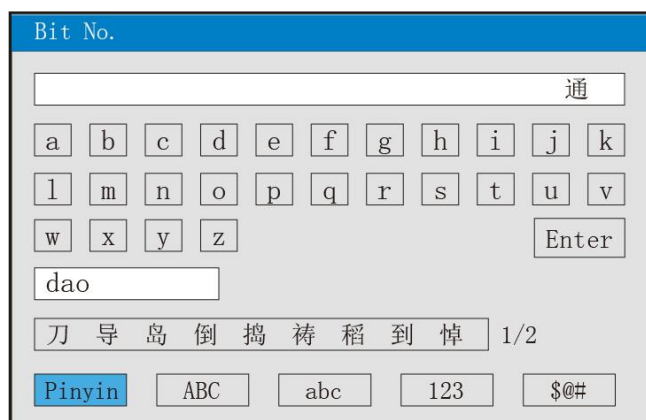 Bit No.
通
a b c d e f g h i j k
l m n o p q r s t u v
w x y z Enter
dao
刀 导 岛 倒 捣 祷 稻 到 悼 1/2
Pinyin ABC abc 123 $@#